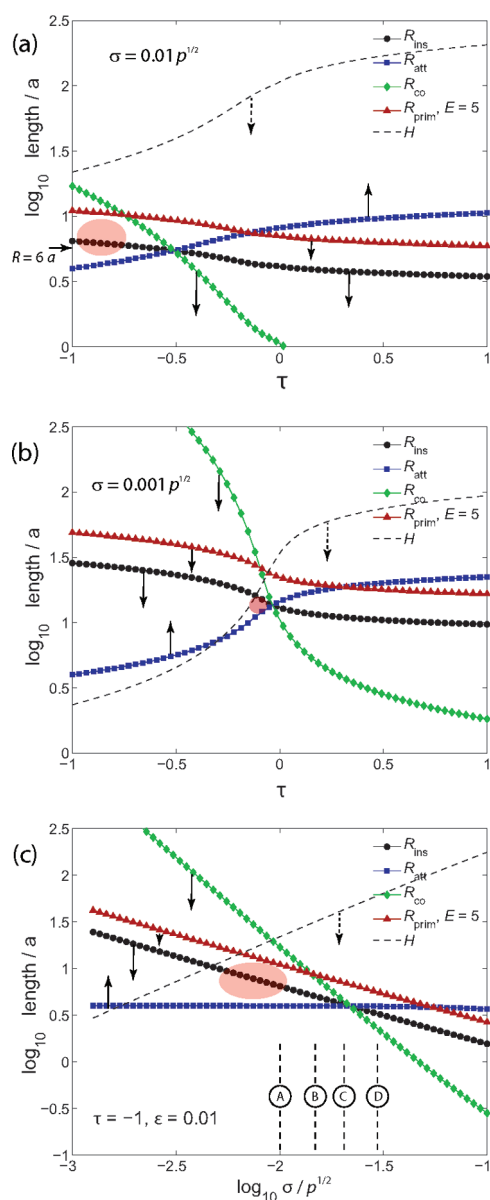 (a)
σ = 0.01 p^1/2
R_ins
R_att
R_co
R_prim, E = 5
H
log_10 length / a
2.5
2
1.5
1
0.5
0
R = 6 a
−1
−0.5
0
0.5
1
τ
(b)
σ = 0.001 p^1/2
R_ins
R_att
R_co
R_prim, E = 5
H
log_10 length / a
2.5
2
1.5
1
0.5
0
−1
−0.5
0
0.5
1
τ
(c)
R_ins
R_att
R_co
R_prim, E = 5
H
log_10 length / a
2.5
2
1.5
1
0.5
0
−0.5
−1
A
B
C
D
τ = −1, ε = 0.01
−3
−2.5
−2
−1.5
−1
log_10 σ / p^1/2